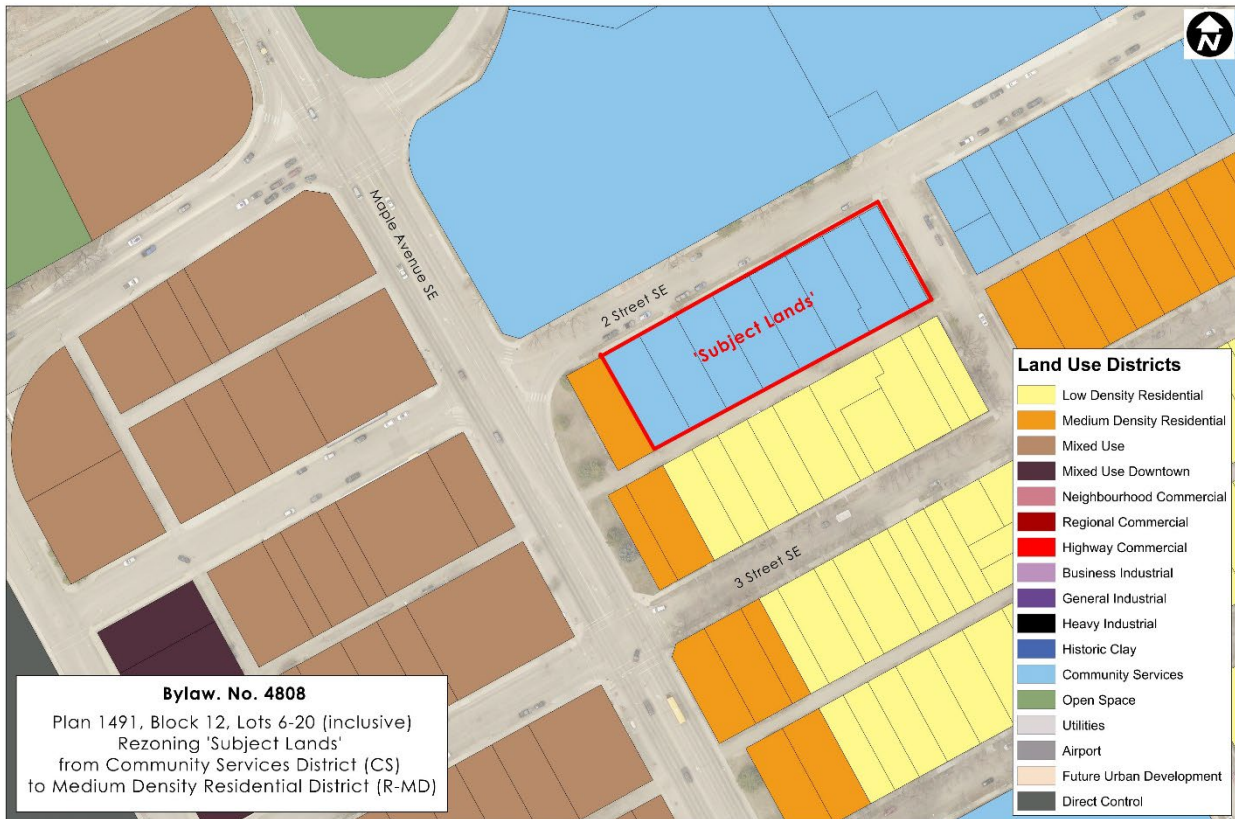 N
Maple Avenue SE
2 Street SE
'Subject Lands'
3 Street SE
Land Use Districts
Low Density Residential
Medium Density Residential
Mixed Use
Mixed Use Downtown
Neighbourhood Commercial
Regional Commercial
Highway Commercial
Business Industrial
General Industrial
Heavy Industrial
Historic Clay
Community Services
Open Space
Utilities
Airport
Future Urban Development
Direct Control
Bylaw. No. 4808
Plan 1491, Block 12, Lots 6-20 (inclusive)
Rezoning 'Subject Lands'
from Community Services District (CS)
to Medium Density Residential District (R-MD)